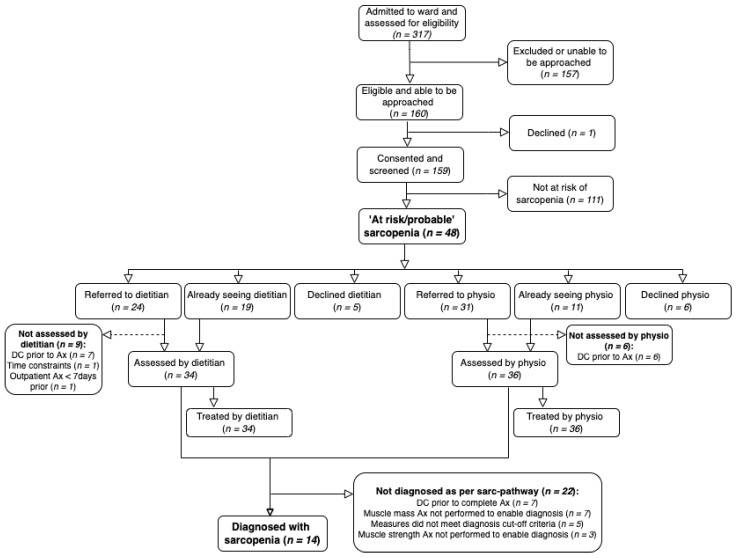 Admitted to ward and
assessed for eligibility
(n = 317)
Excluded or unable to
be approached
(n = 157)
Eligible and able to be
approached
(n = 160)
Declined (n = 1)
Consented and
screened (n = 159)
Not at risk of
sarcopenia (n = 111)
'At risk/probable'
sarcopenia (n = 48)
Referred to dietitian
(n = 24)
Already seeing dietitian
(n = 19)
Declined dietitian
(n = 5)
Referred to physio
(n = 31)
Already seeing physio
(n = 11)
Declined physio
(n = 6)
Not assessed by
dietitian (n = 9):
DC prior to Ax (n = 7)
Time constraints (n = 1)
Outpatient Ax < 7days
prior (n = 1)
Assessed by dietitian
(n = 34)
Assessed by physio
(n = 36)
Not assessed by physio
(n = 6):
DC prior to Ax (n = 6)
Treated by dietitian
(n = 34)
Treated by physio
(n = 36)
Not diagnosed as per sarc-pathway (n = 22):
DC prior to complete Ax (n = 7)
Muscle mass Ax not performed to enable diagnosis (n = 7)
Measures did not meet diagnosis cut-off criteria (n = 5)
Muscle strength Ax not performed to enable diagnosis (n = 3)
Diagnosed with
sarcopenia (n = 14)